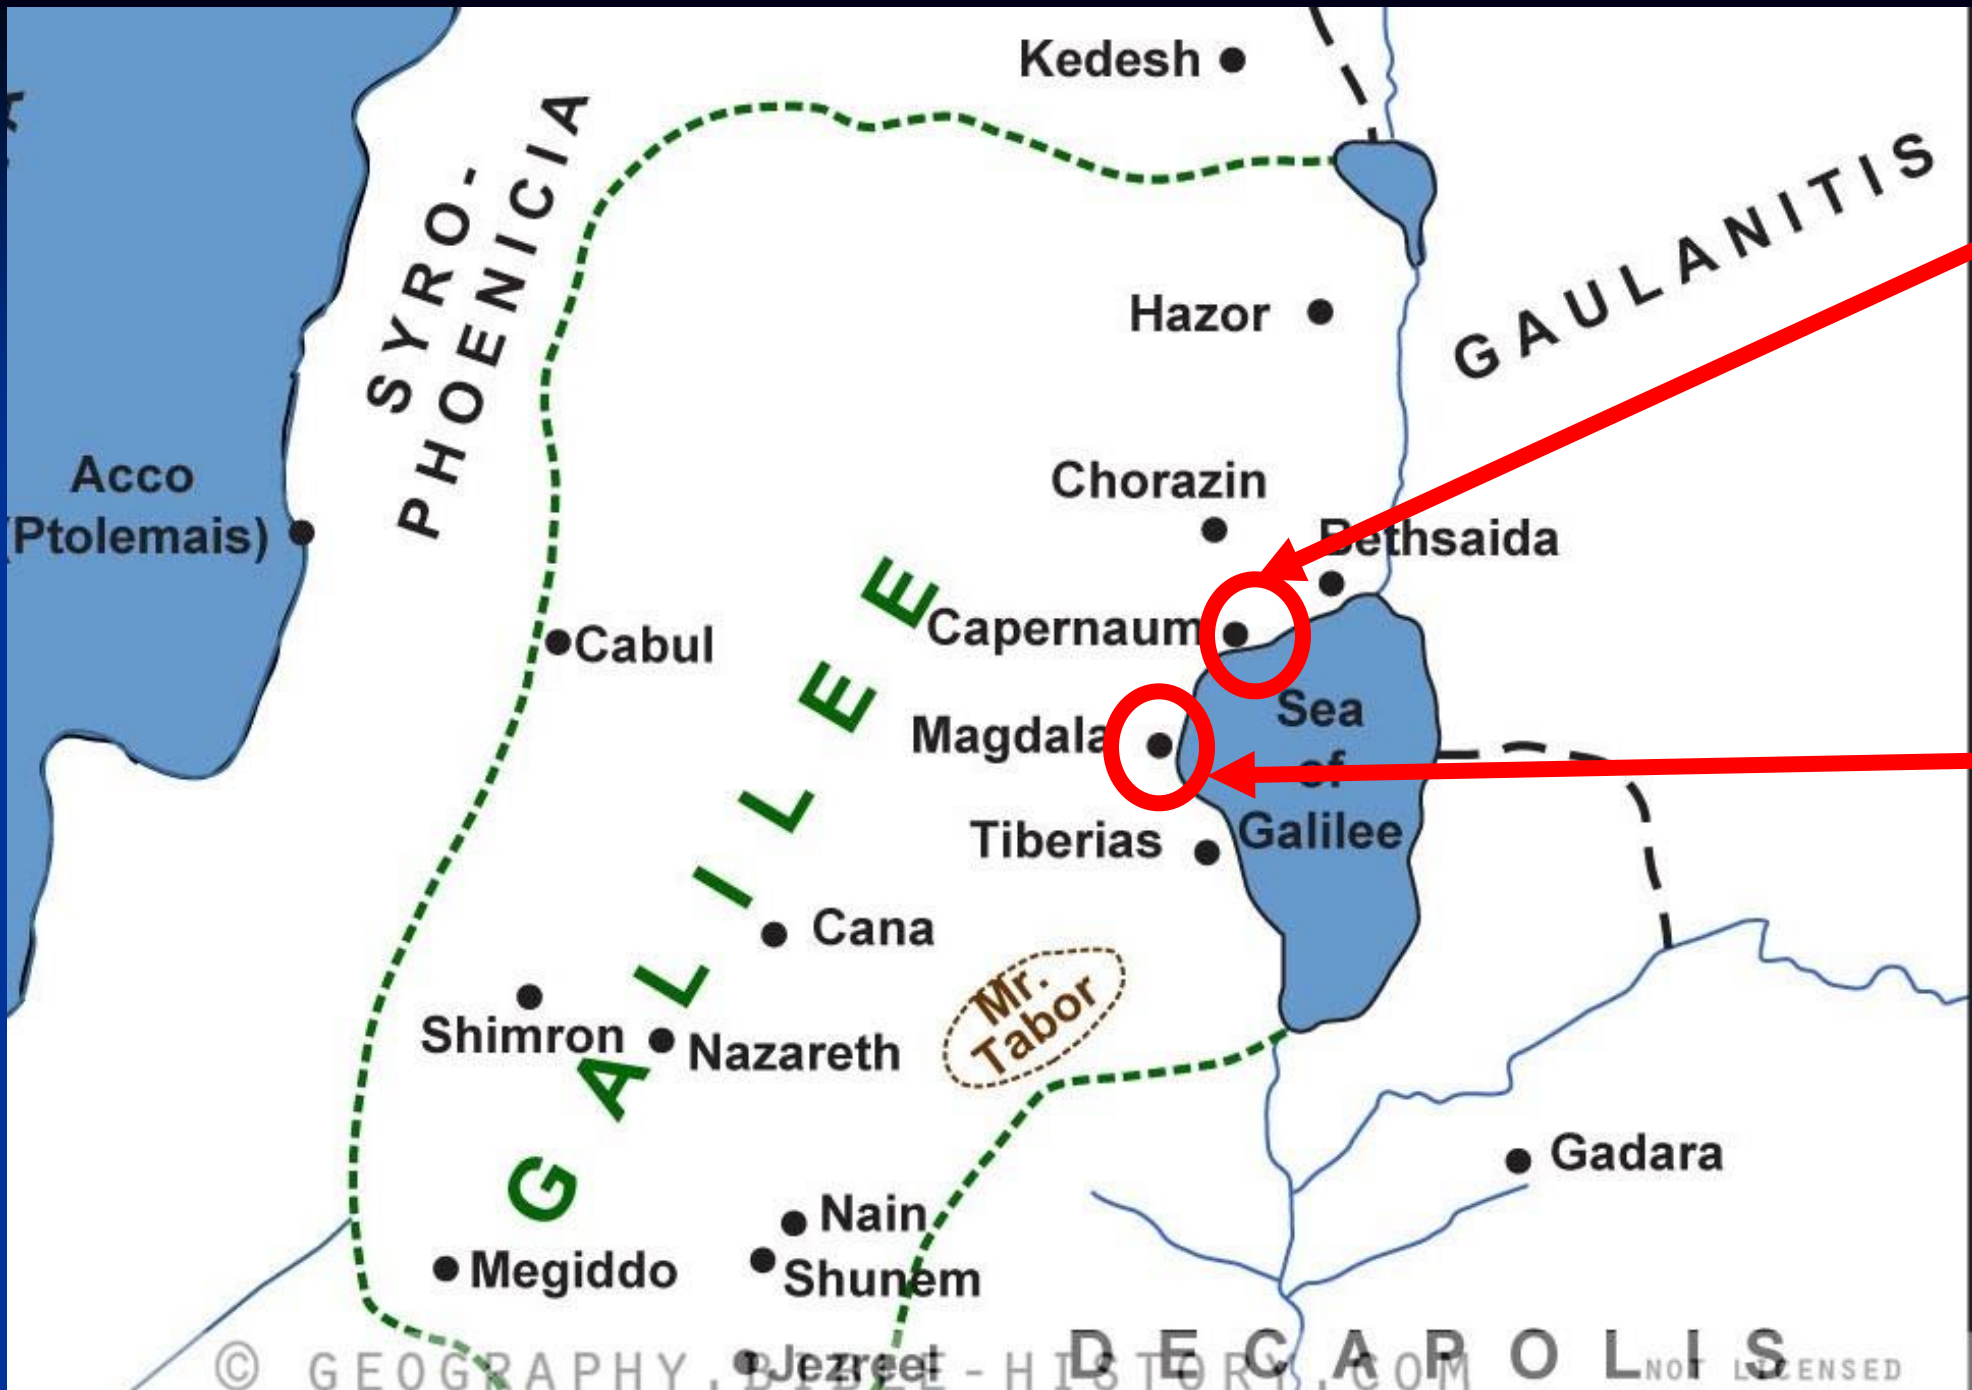 Kedesh
SYRO-
PHOENICIA
GAULANITIS
Hazor
Acco
(Ptolemais)
Chorazin
Bethsaida
Cabul
Capernaum
GALILEE
Magdala
Sea
of
Galilee
Tiberias
Cana
Mr.
Tabor
Shimron
Nazareth
Gadara
Nain
Megiddo
Shunem
Jezreel
DECAPOLIS
© GEOGRAPHY.BIBLE-HISTORY.COM
NOT LICENSED